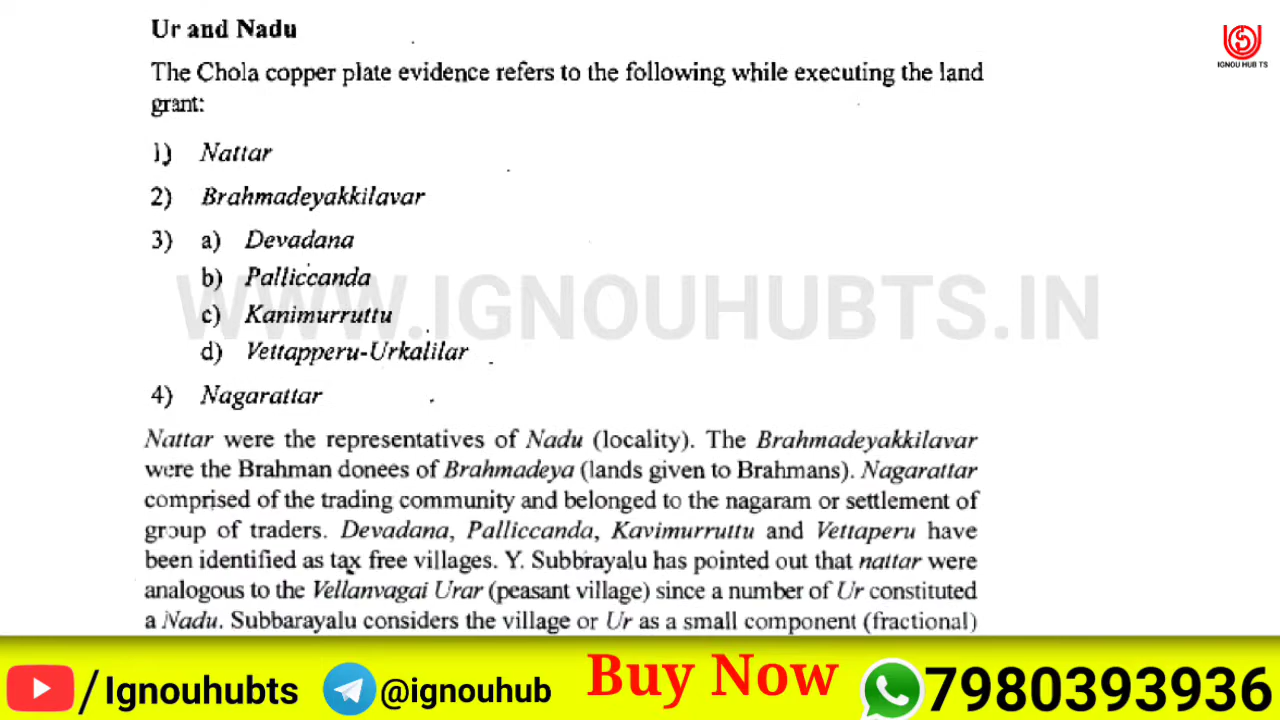 Ur and Nadu
IGNOU HUB TS
The Chola copper plate evidence refers to the following while executing the land
grant:
1) Nattar
2) Brahmadeyakkilavar
3) a) Devadana
b) Palliccanda
c) Kanimurruttu
d) Vettapperu-Urkalilar
4) Nagarattar
WWW.IGNOUHUBTS.IN
Nattar were the representatives of Nadu (locality). The Brahmadeyakkilavar
were the Brahman donees of Brahmadeya (lands given to Brahmans). Nagarattar
comprised of the trading community and belonged to the nagaram or settlement of
group of traders. Devadana, Palliccanda, Kavimurruttu and Vettaperu have
been identified as tax free villages. Y. Subbrayalu has pointed out that nattar were
analogous to the Vellanvagai Urar (peasant village) since a number of Ur constituted
a Nadu. Subbarayalu considers the village or Ur as a small component (fractional)
/Ignouhubts @ignouhub Buy Now 7980393936